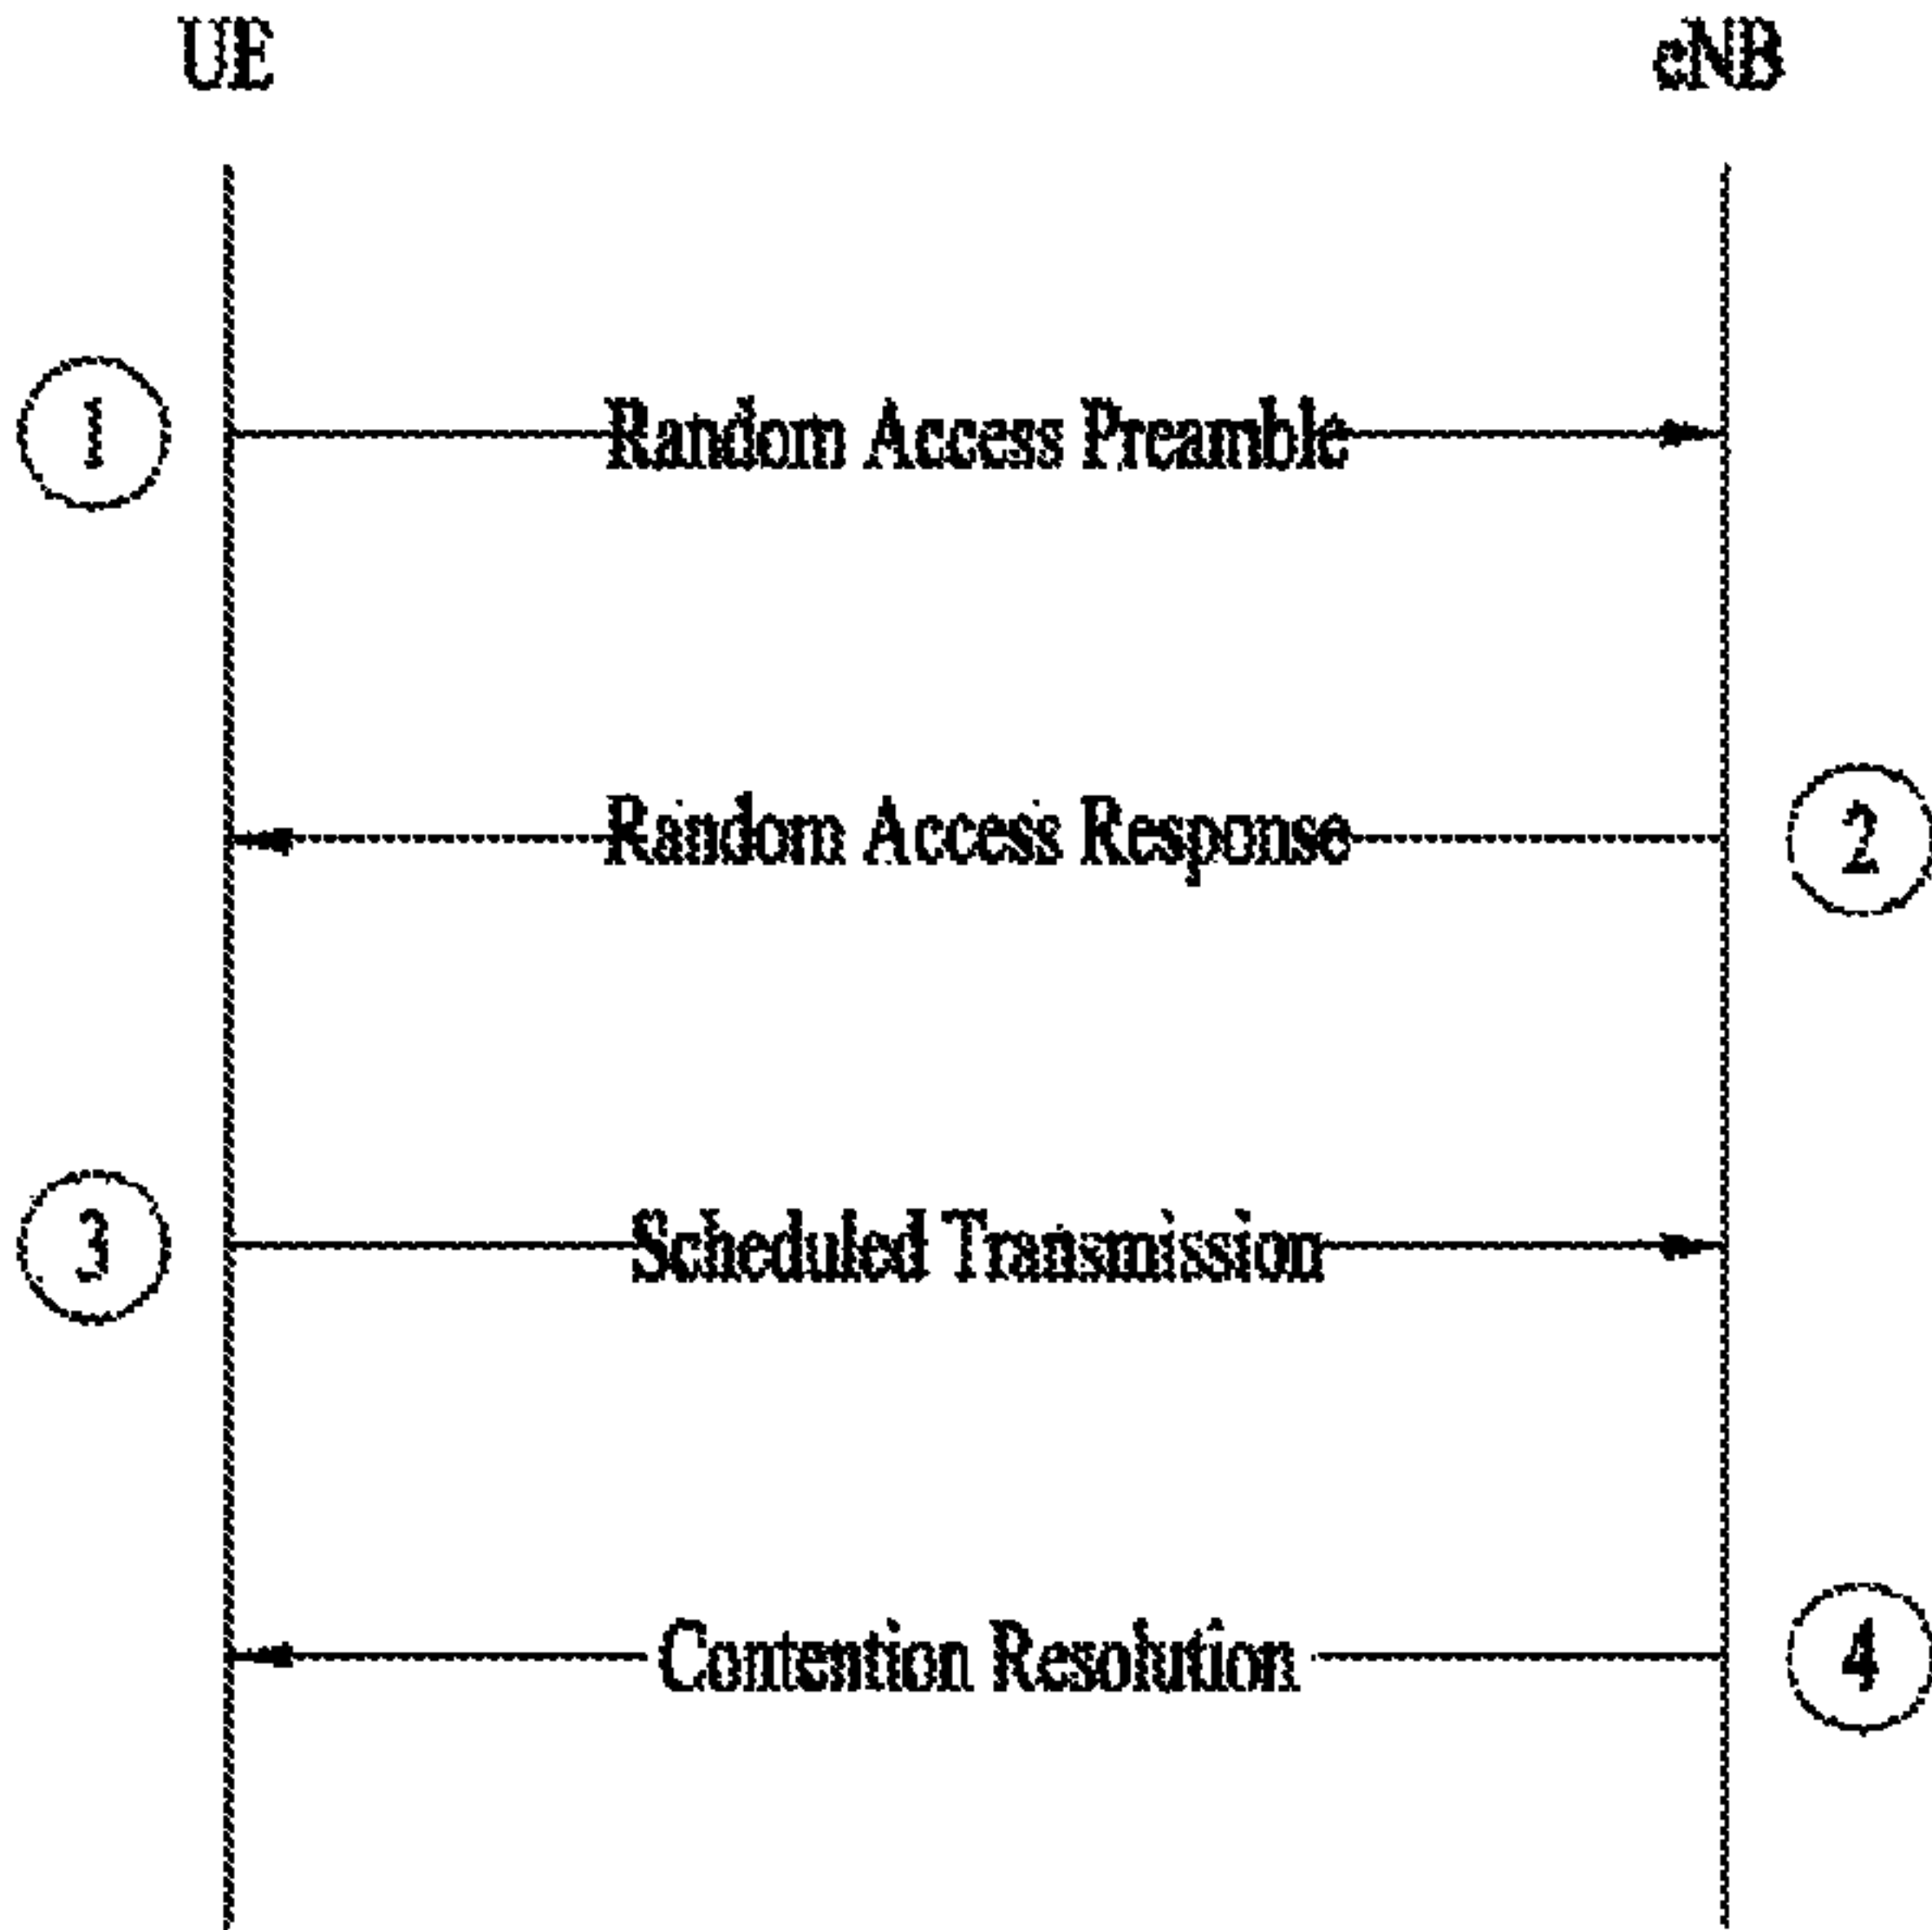 UE eNB
1 Random Access Preamble
Random Access Response 2
3 Scheduled Transmission
Contention Resolution 4